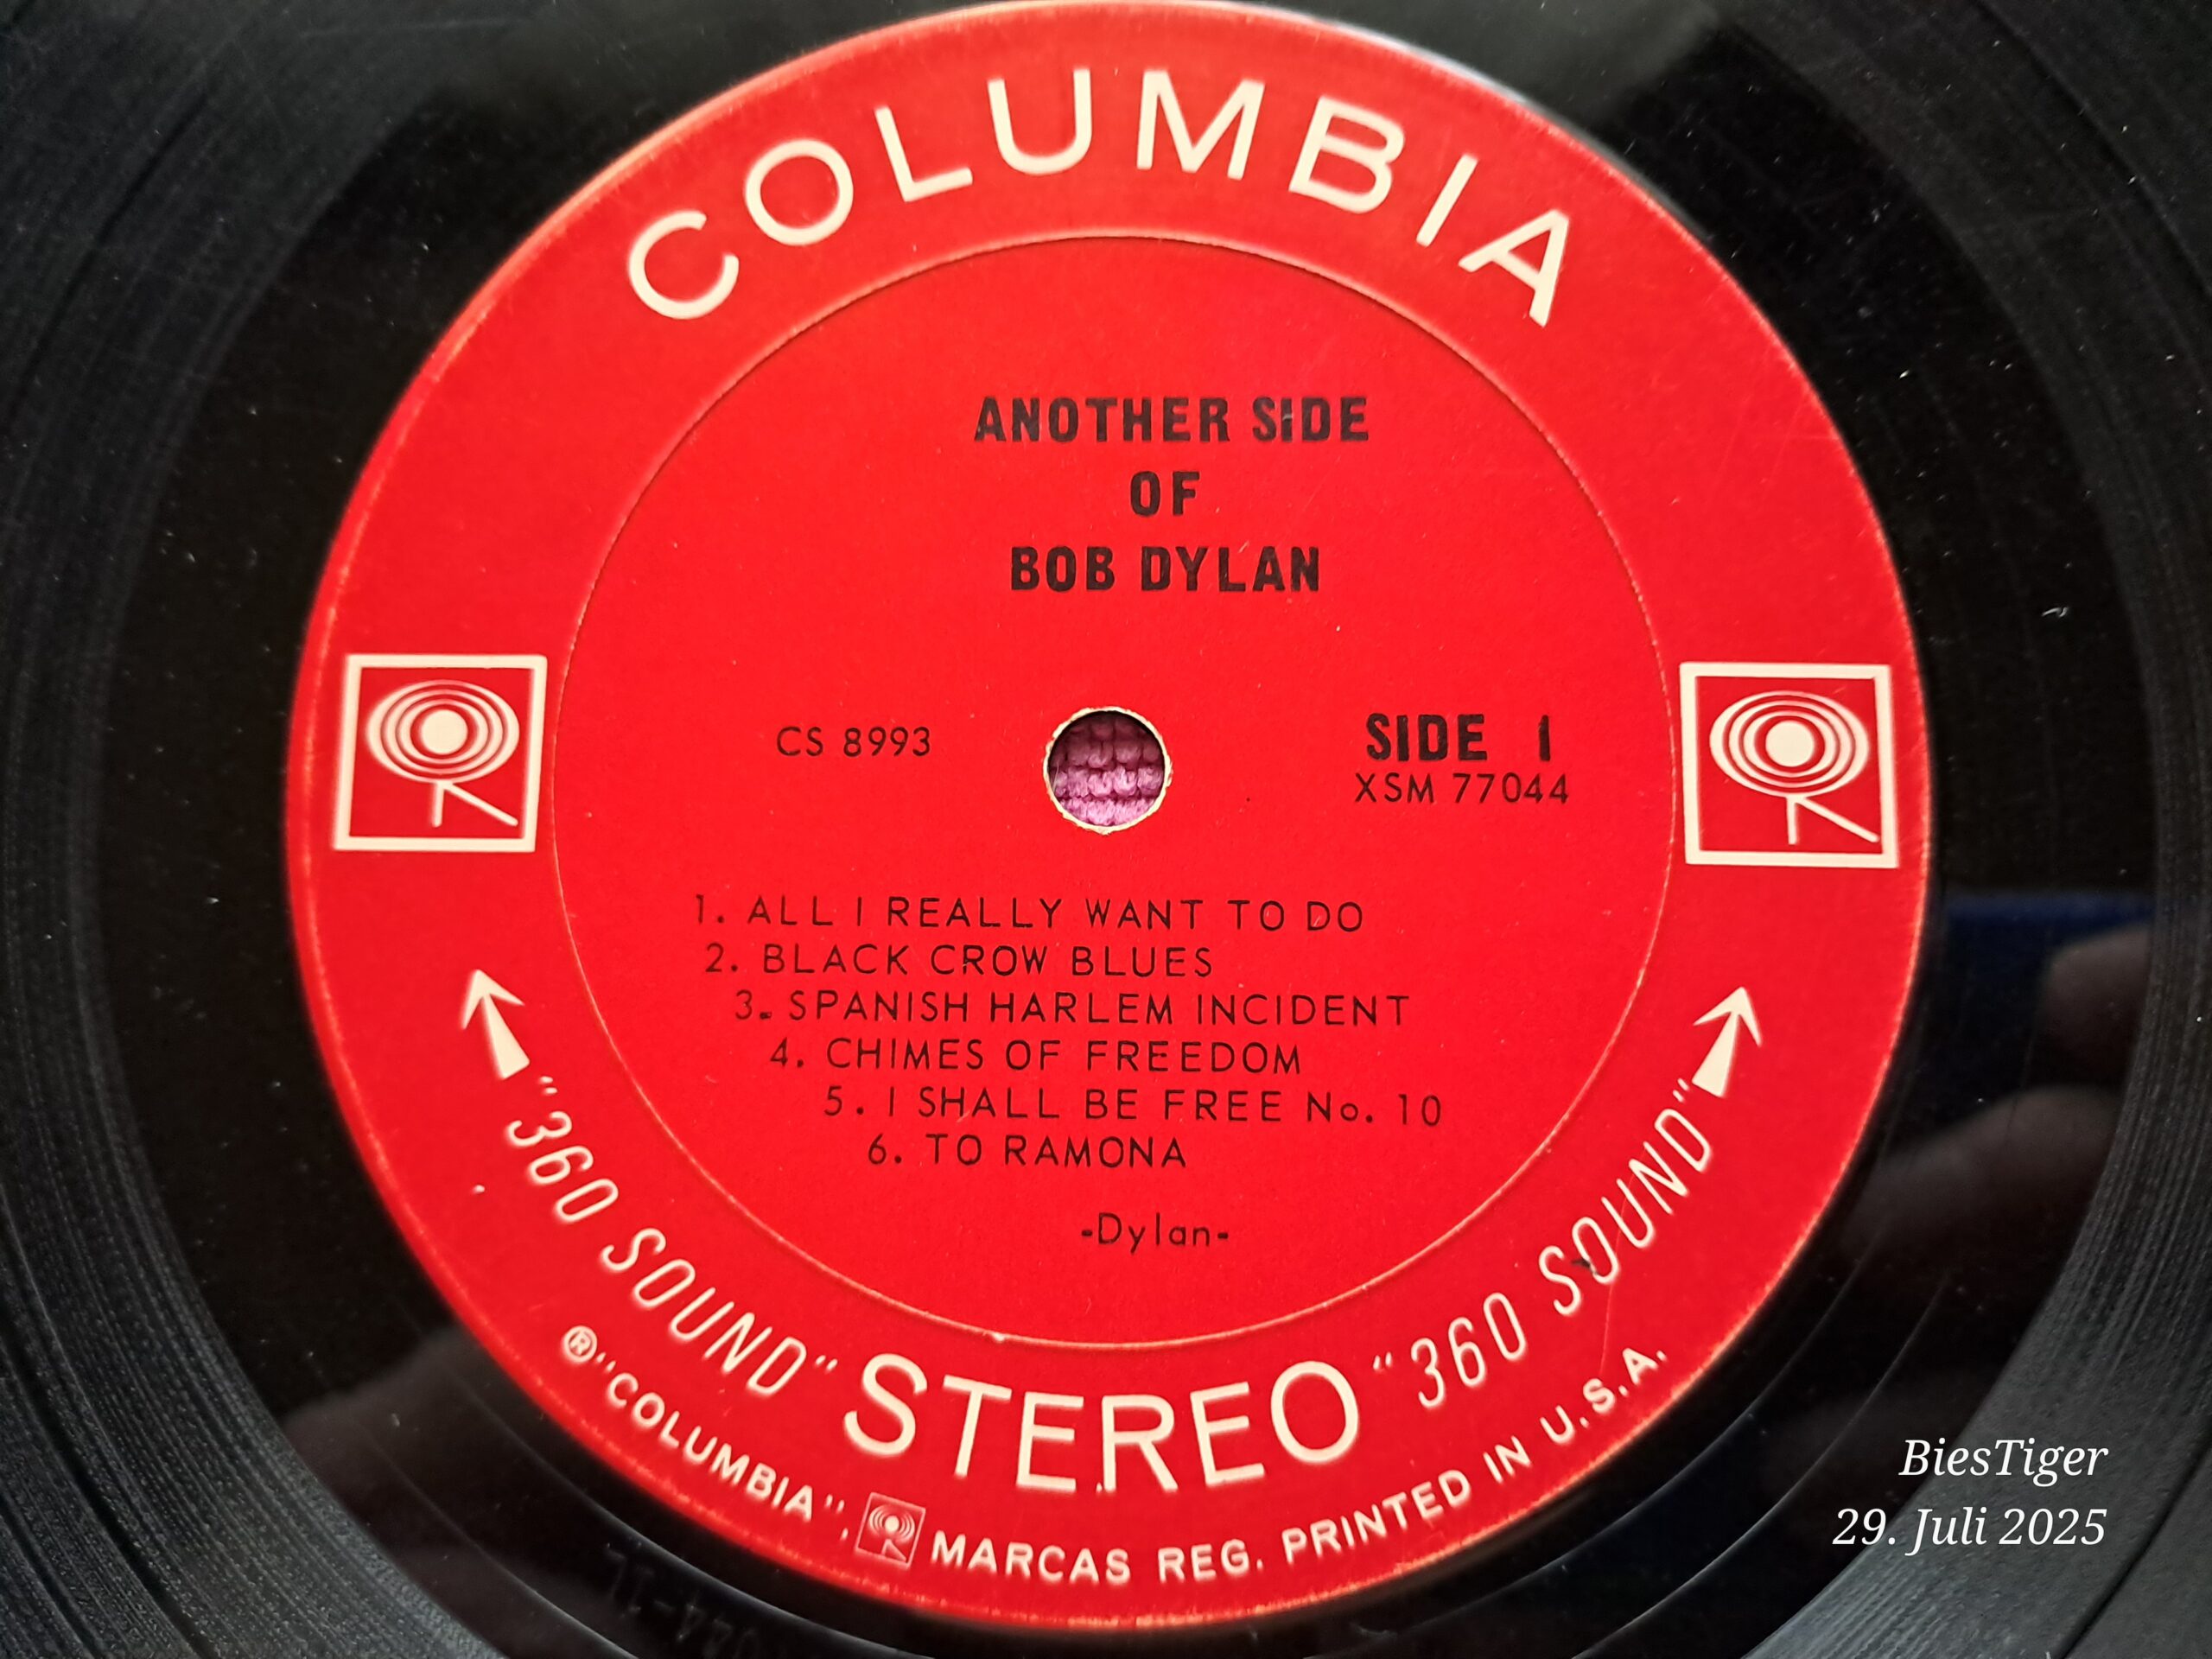 COLUMBIA
ANOTHER SIDE
OF
BOB DYLAN
CS 8993
SIDE 1
XSM 77044
1. ALL I REALLY WANT TO DO
2. BLACK CROW BLUES
3. SPANISH HARLEM INCIDENT
4. CHIMES OF FREEDOM
5. I SHALL BE FREE No. 10
6. TO RAMONA
-Dylan-
"360 SOUND" STEREO "360 SOUND"
®"COLUMBIA", MARCAS REG. PRINTED IN U.S.A.
BiesTiger
29. Juli 2025